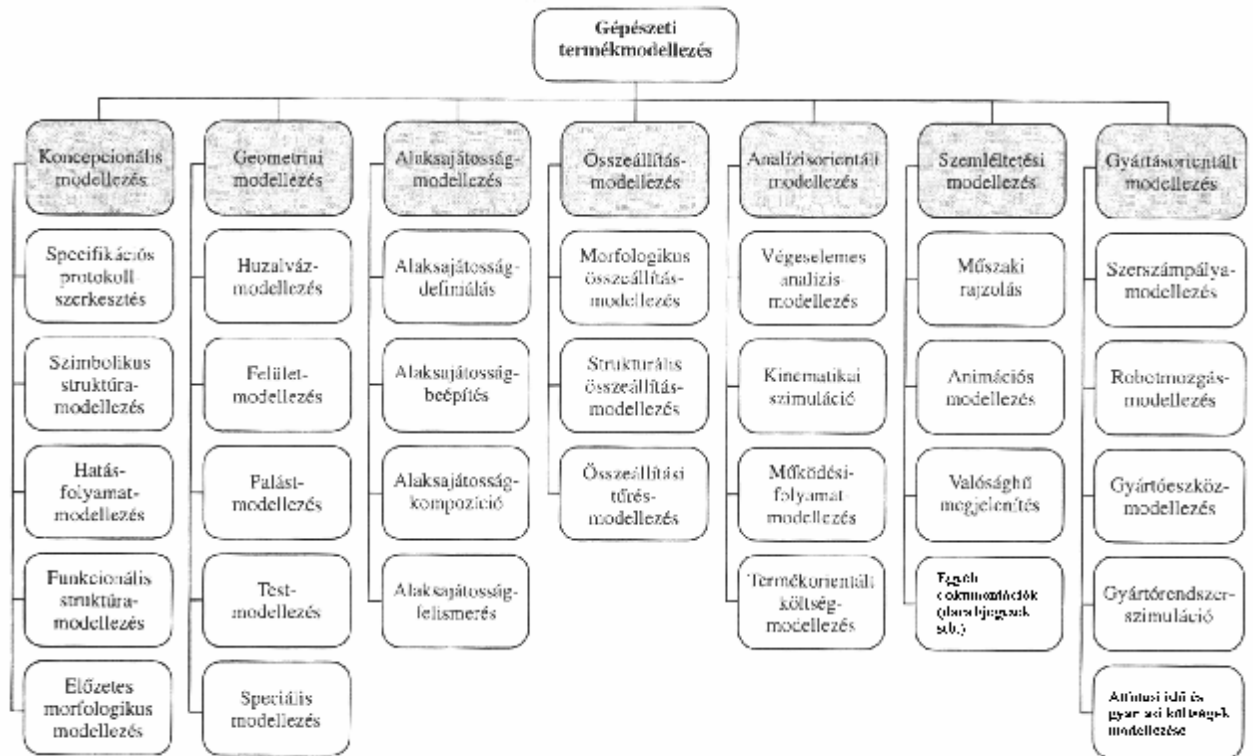 Gépészeti
termékmodellezés
Koncepcionális
modellezés
Specifikációs
protokoll-
szerkesztés
Szimbolikus
struktúra-
modellezés
Hatás-
folyamat-
modellezés
Funkcionális
struktúra-
modellezés
Előzetes
morfologikus
modellezés
Geometriai
modellezés
Huzalváz-
modellezés
Felület-
modellezés
Palást-
modellezés
Test-
modellezés
Speciális
modellezés
Alaksajátosság-
modellezés
Alaksajátosság-
definiálás
Alaksajátosság-
beépítés
Alaksajátosság-
kompozíció
Alaksajátosság-
felismerés
Összeállítás-
modellezés
Morfologikus
összeállítás-
modellezés
Strukturális
összeállítás-
modellezés
Összeállítási
tűrés-
modellezés
Analízisorientált
modellezés
Végeselemes
analízis-
modellezés
Kinematikai
szimuláció
Működési-
folyamat-
modellezés
Termékorientált
költség-
modellezés
Szemléltetési
modellezés
Műszaki
rajzolás
Animációs
modellezés
Valósághű
megjelenítés
Egyéb
(darabjegyzék
stb.)
Gyártásorientált
modellezés
Szerszámpálya-
modellezés
Robotmozgás-
modellezés
Gyártóeszköz-
modellezés
Gyártórendszer-
szimuláció
idő és
költségek
modellezése